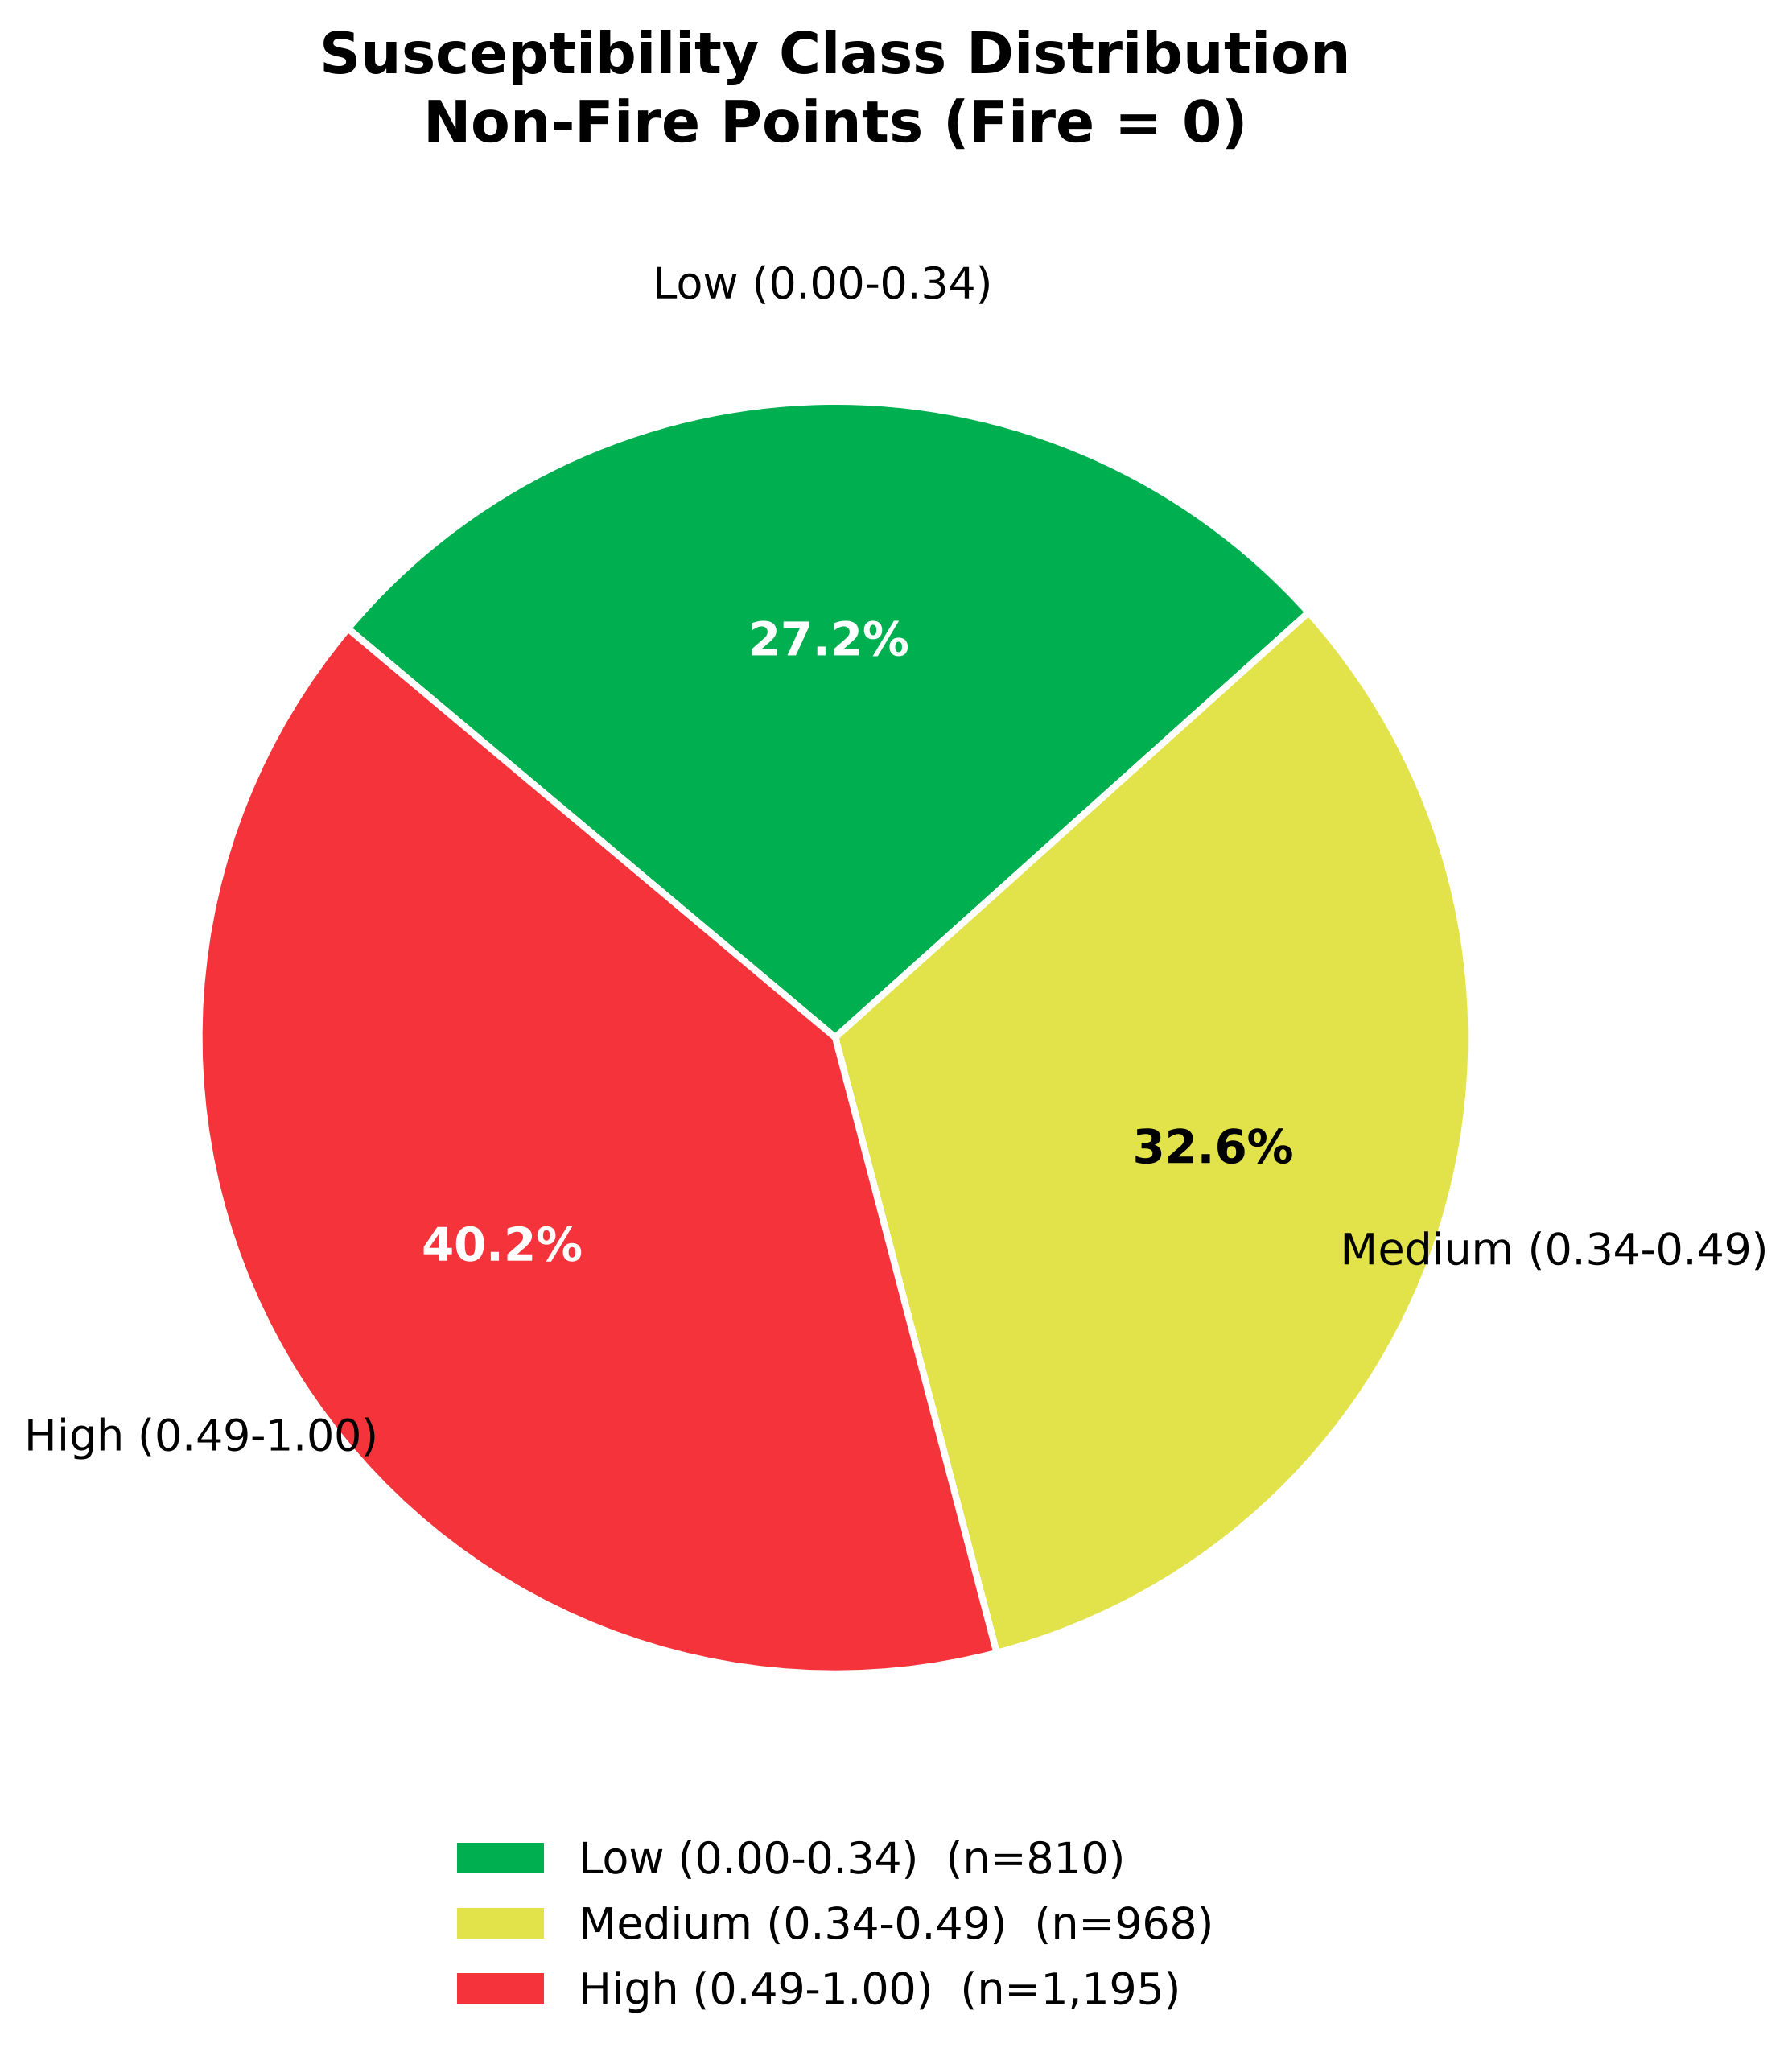 Susceptibility Class Distribution
Non-Fire Points (Fire = 0)
Low (0.00-0.34)
27.2%
32.6%
40.2%
Medium (0.34-0.49)
High (0.49-1.00)
Low (0.00-0.34) (n=810)
Medium (0.34-0.49) (n=968)
High (0.49-1.00) (n=1,195)